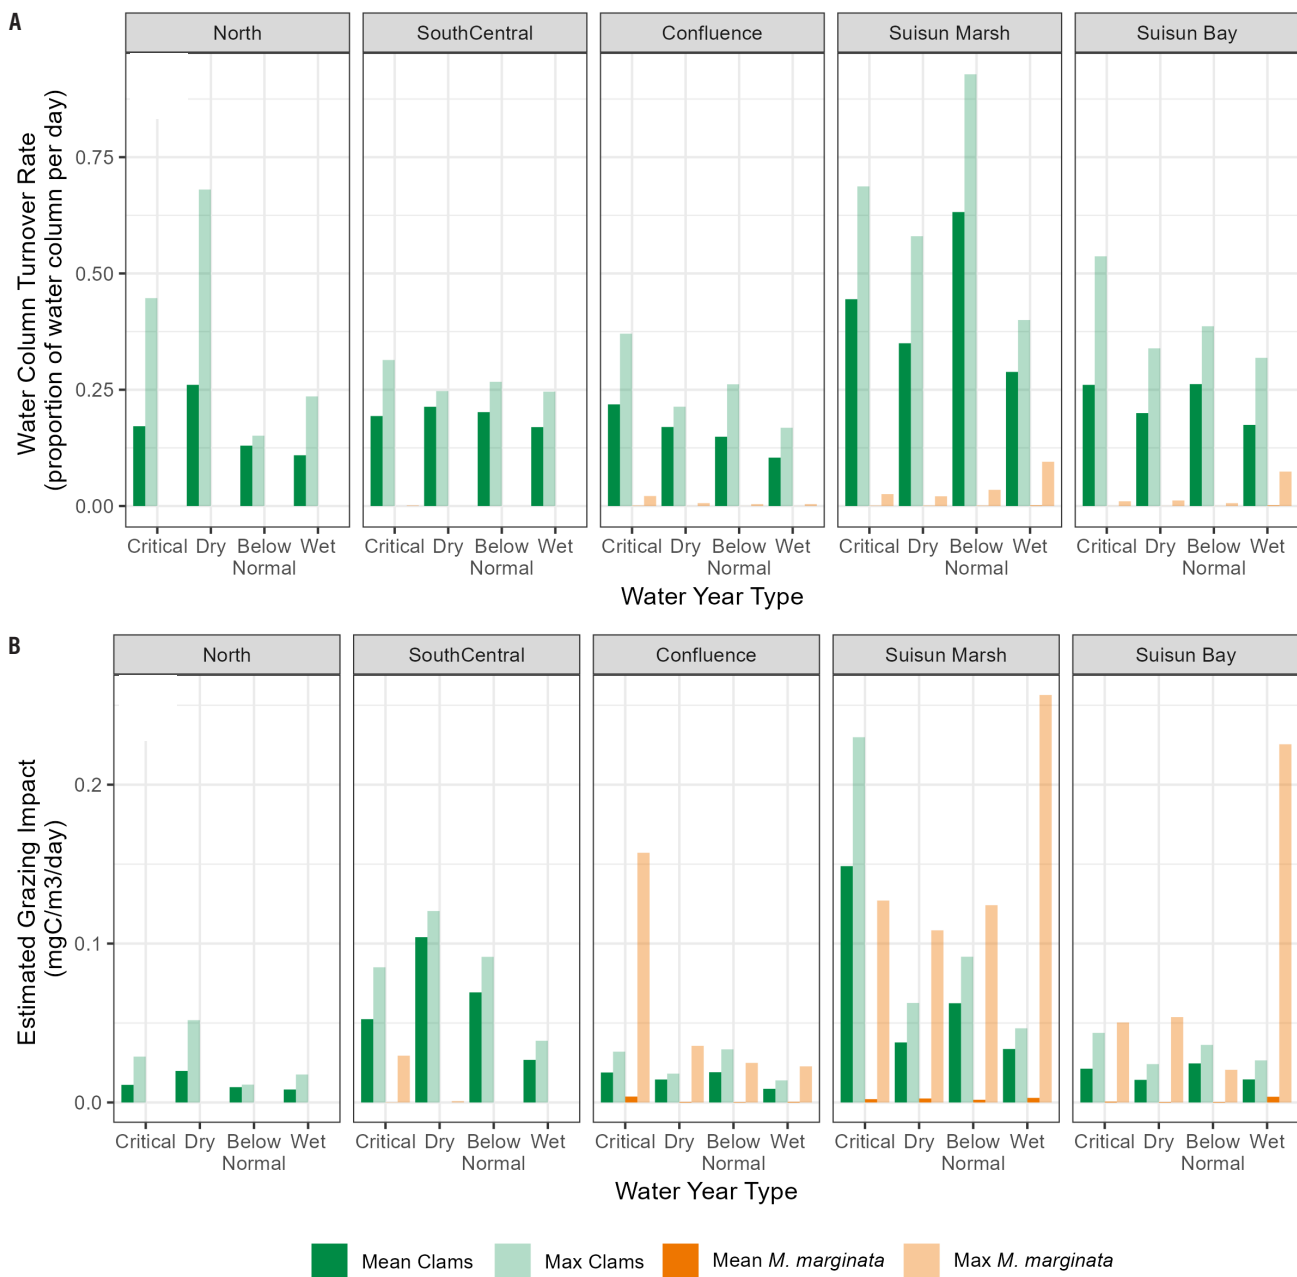 A
North SouthCentral Confluence Suisun Marsh Suisun Bay
Water Column Turnover Rate
(proportion of water column per day)
0.75
0.50
0.25
0.00
Critical Dry Below Wet Critical Dry Below Wet Critical Dry Below Wet Critical Dry Below Wet Critical Dry Below Wet
Normal Normal Normal Normal Normal
Water Year Type
B
North SouthCentral Confluence Suisun Marsh Suisun Bay
Estimated Grazing Impact
(mgC/m3/day)
0.2
0.1
0.0
Critical Dry Below Wet Critical Dry Below Wet Critical Dry Below Wet Critical Dry Below Wet Critical Dry Below Wet
Normal Normal Normal Normal Normal
Water Year Type
Mean Clams Max Clams Mean M. marginata Max M. marginata